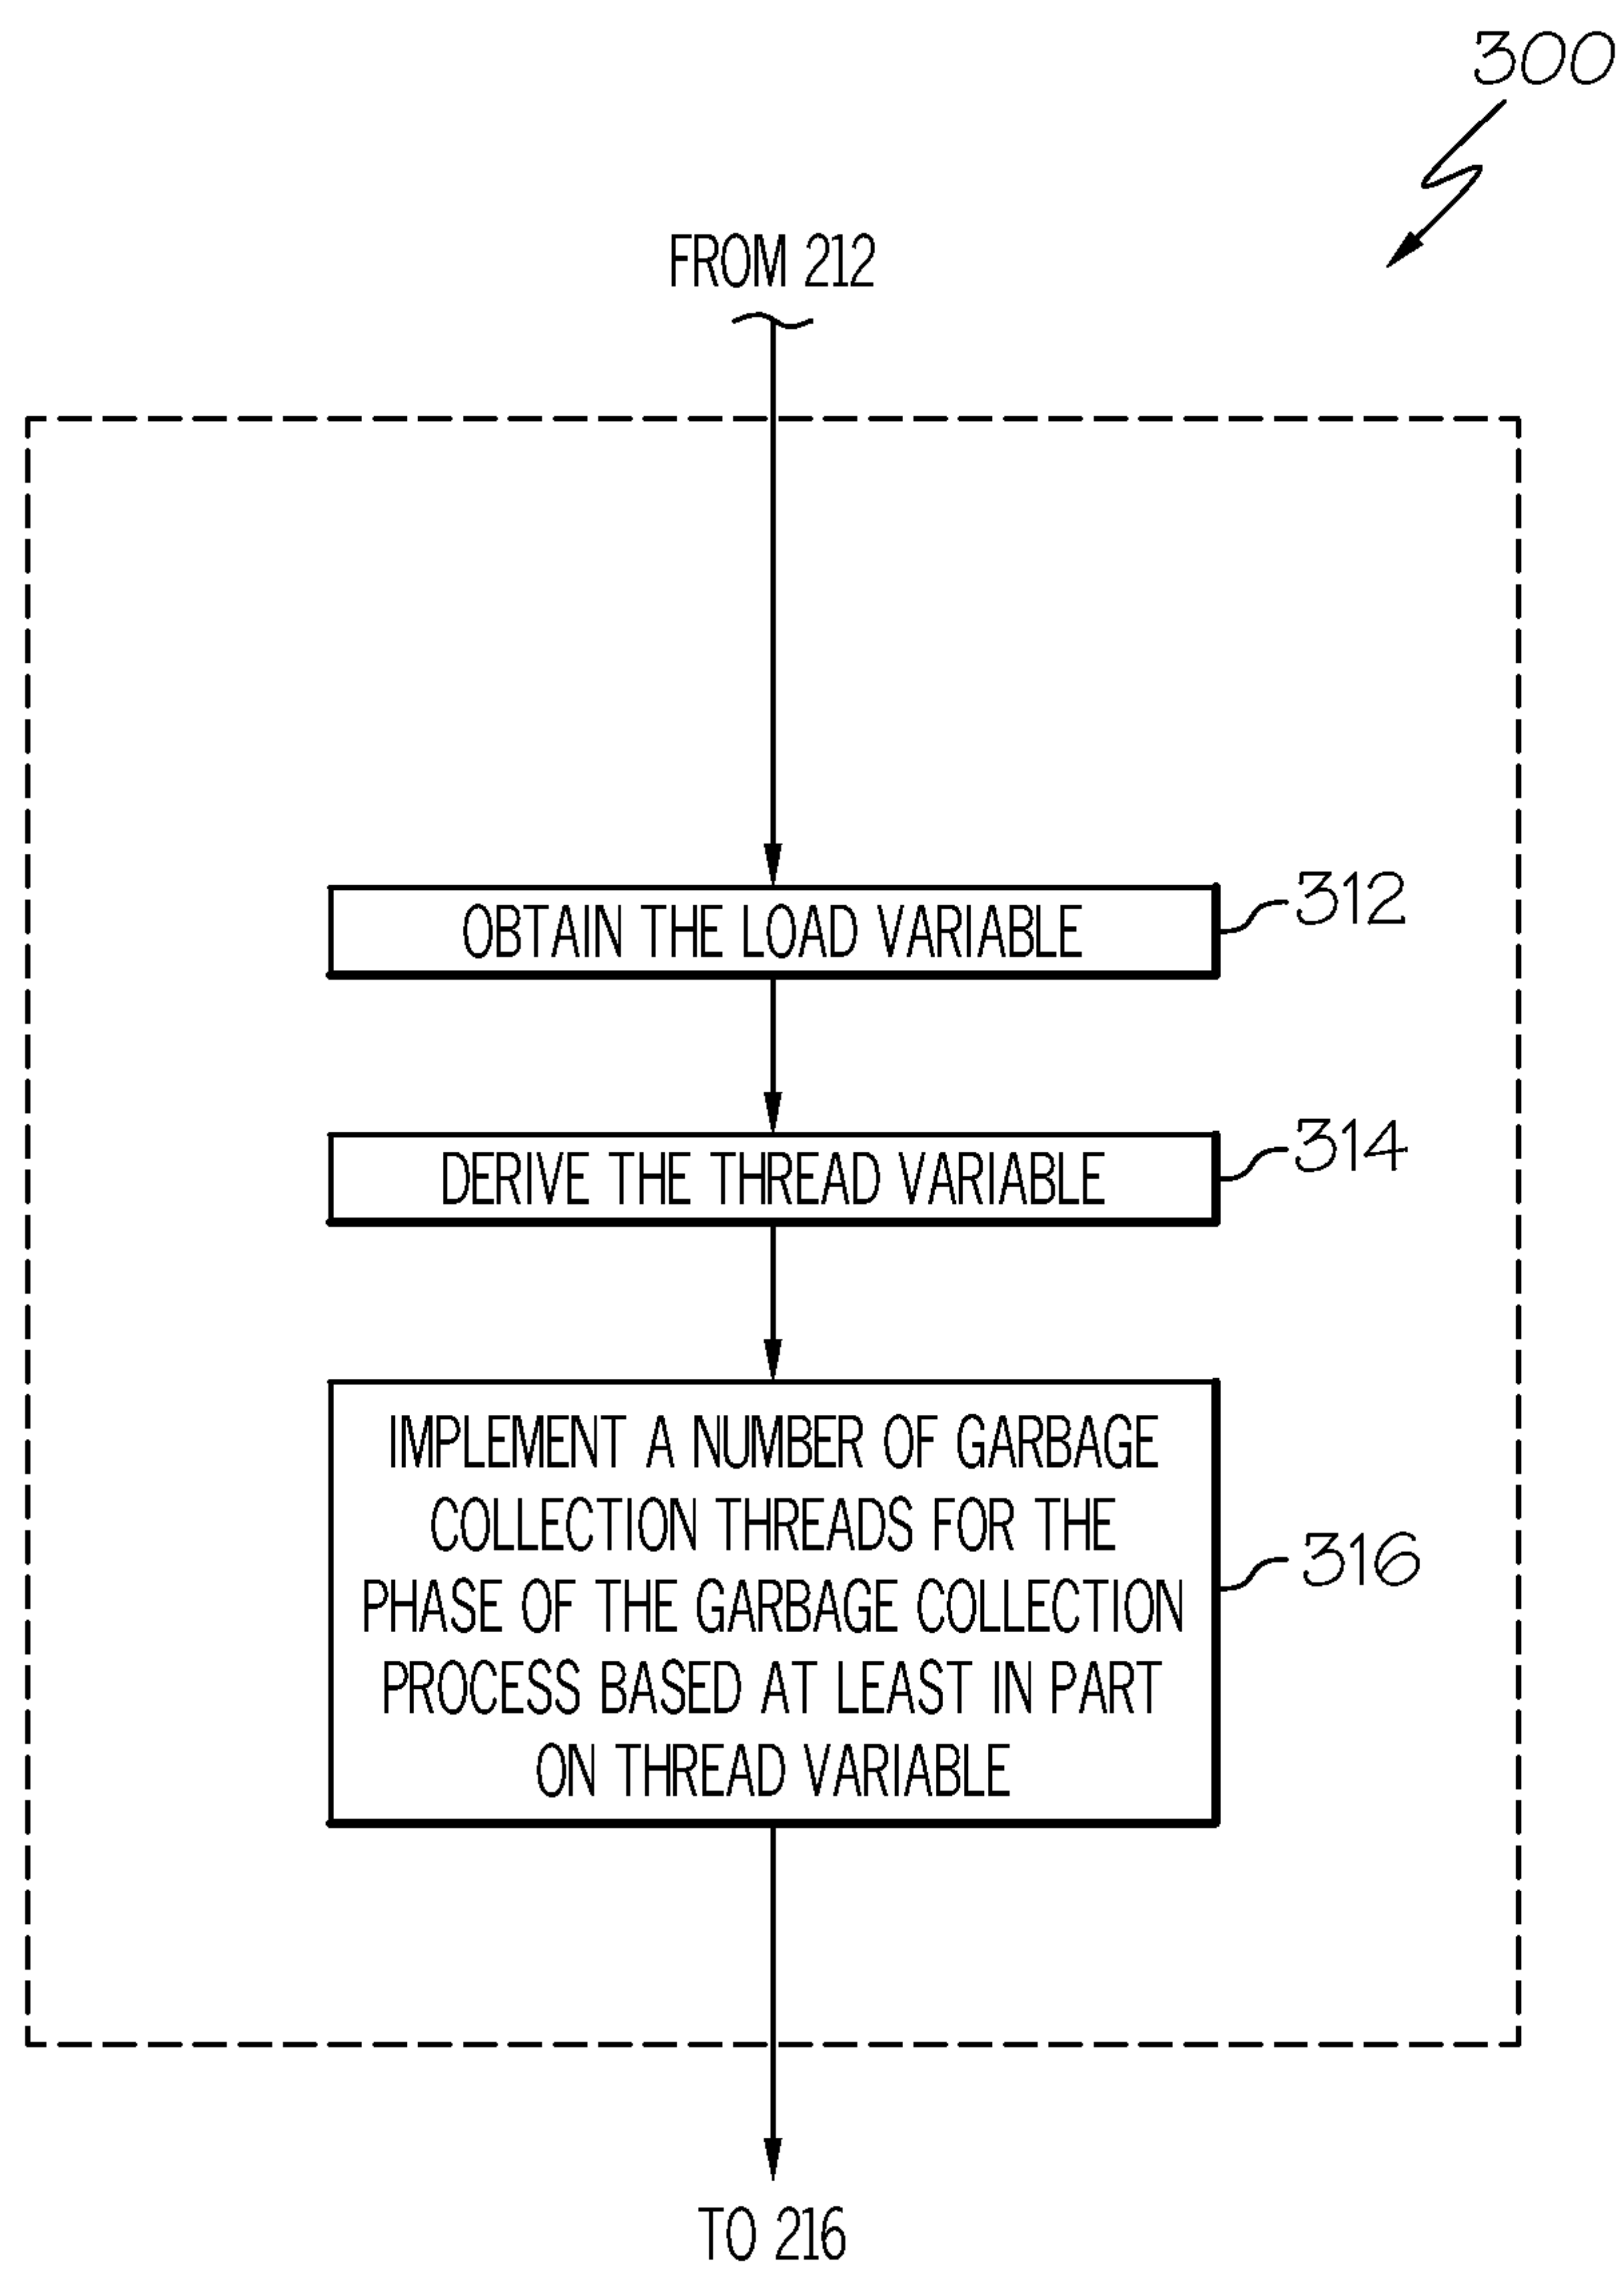 300
FROM 212
OBTAIN THE LOAD VARIABLE
312
DERIVE THE THREAD VARIABLE
314
IMPLEMENT A NUMBER OF GARBAGE
COLLECTION THREADS FOR THE
PHASE OF THE GARBAGE COLLECTION
PROCESS BASED AT LEAST IN PART
ON THREAD VARIABLE
316
TO 216